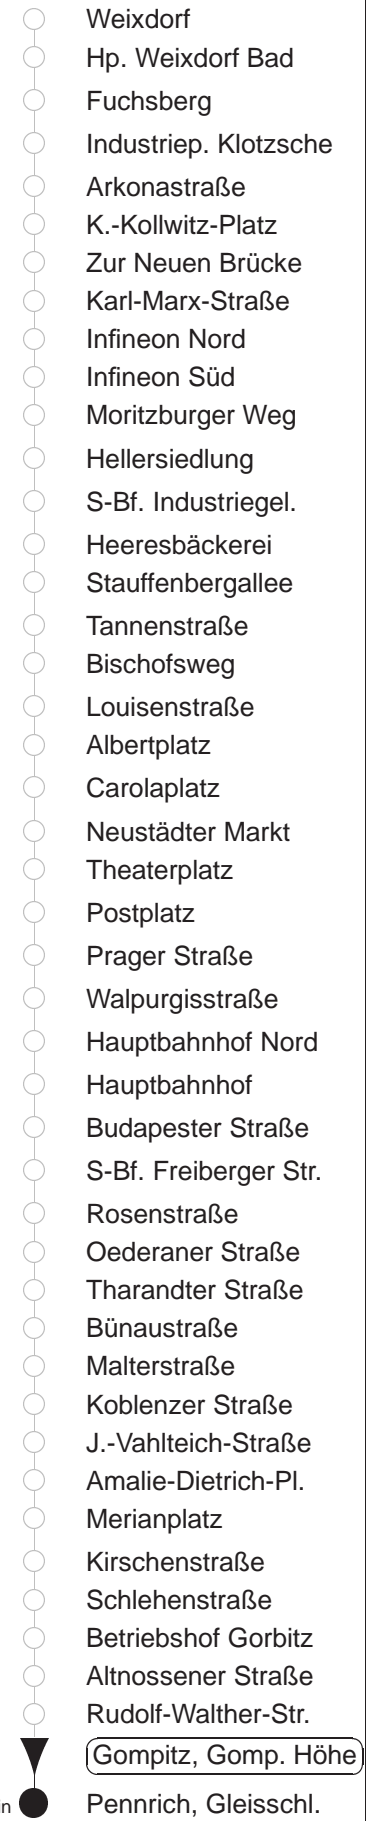 Weixdorf
Hp. Weixdorf Bad
Fuchsberg
Industriep. Klotzsche
Arkonastraße
K.-Kollwitz-Platz
Zur Neuen Brücke
Karl-Marx-Straße
Infineon Nord
Infineon Süd
Moritzburger Weg
Hellersiedlung
S-Bf. Industriegel.
Heeresbäckerei
Stauffenbergallee
Tannenstraße
Bischofsweg
Louisenstraße
Albertplatz
Carolaplatz
Neustädter Markt
Theaterplatz
Postplatz
Prager Straße
Walpurgisstraße
Hauptbahnhof Nord
Hauptbahnhof
Budapester Straße
S-Bf. Freiberger Str.
Rosenstraße
Oederaner Straße
Tharandter Straße
Bünaustraße
Malterstraße
Koblenzer Straße
J.-Vahlteich-Straße
Amalie-Dietrich-Pl.
Merianplatz
Kirschenstraße
Schlehenstraße
Betriebshof Gorbitz
Altnossener Straße
Rudolf-Walther-Str.
Gompitz, Gomp. Höhe
Pennrich, Gleisschl.